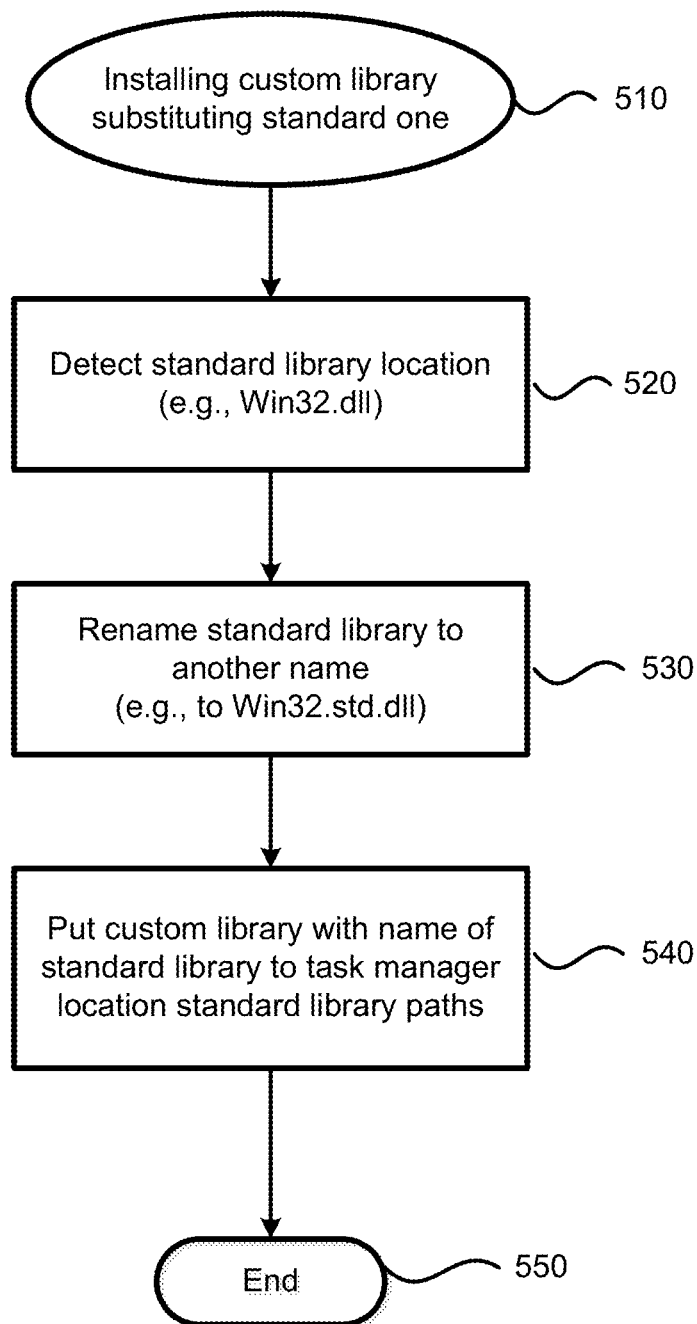 Installing custom library
substituting standard one
510
Detect standard library location
(e.g., Win32.dll)
520
Rename standard library to
another name
(e.g., to Win32.std.dll)
530
Put custom library with name of
standard library to task manager
location standard library paths
540
End
550